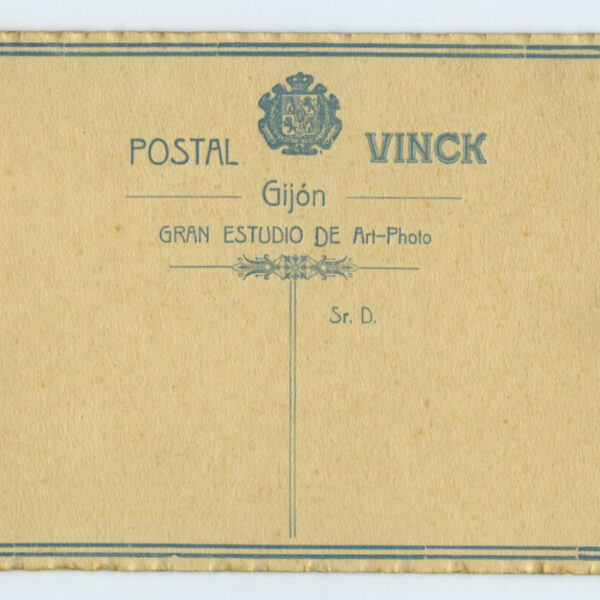 POSTAL VINCK
Gijón
GRAN ESTUDIO DE Art-Photo
Sr. D.